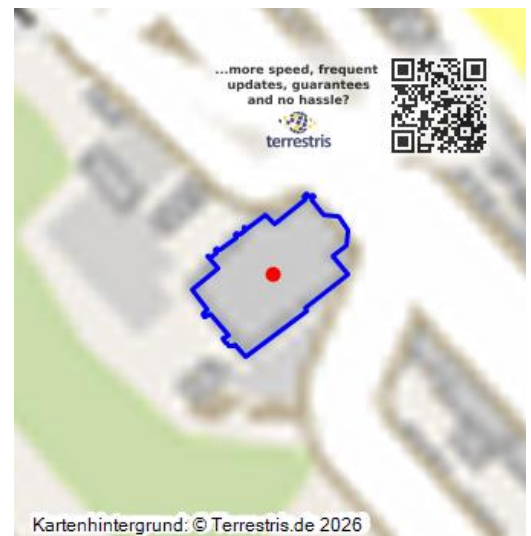 ...more speed, frequent
updates, guarantees
and no hassle?
terrestris
Kartenhintergrund: © Terrestris.de 2026